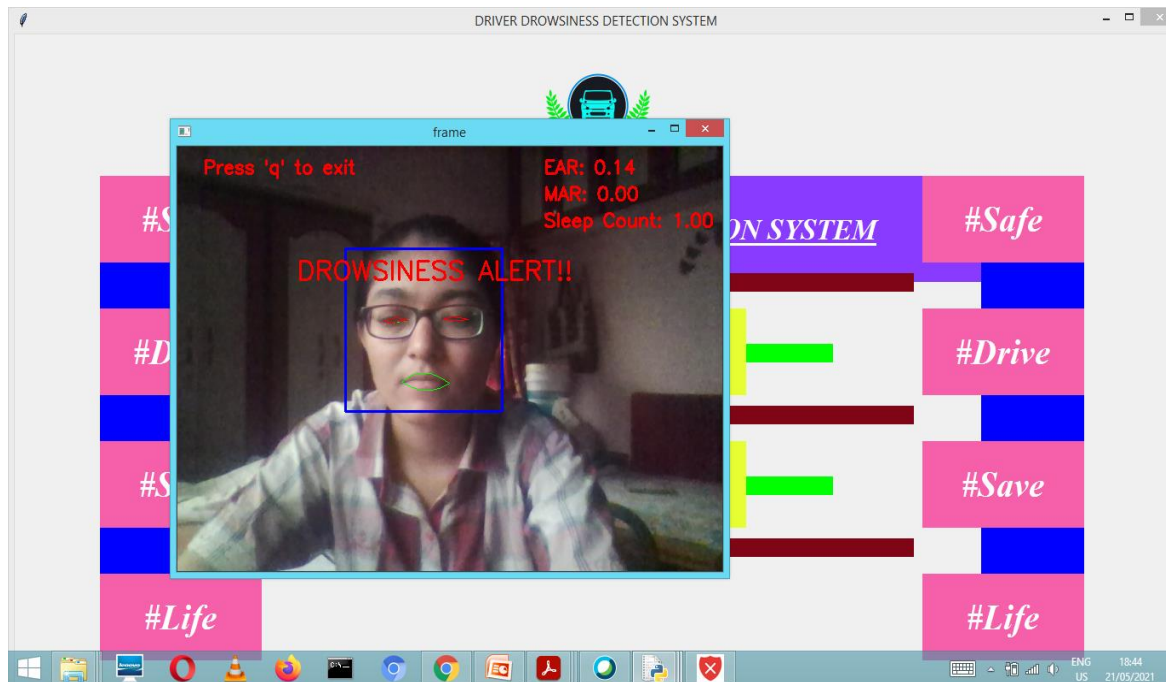 DRIVER DROWSINESS DETECTION SYSTEM
frame
Press 'q' to exit
EAR: 0.14
MAR: 0.00
Sleep Count: 1.00
DROWSINESS ALERT!!
#S
ON SYSTEM
#Safe
#D
#Drive
#S
#Save
#Life
#Life
ENG
US
18:44
21/05/2021